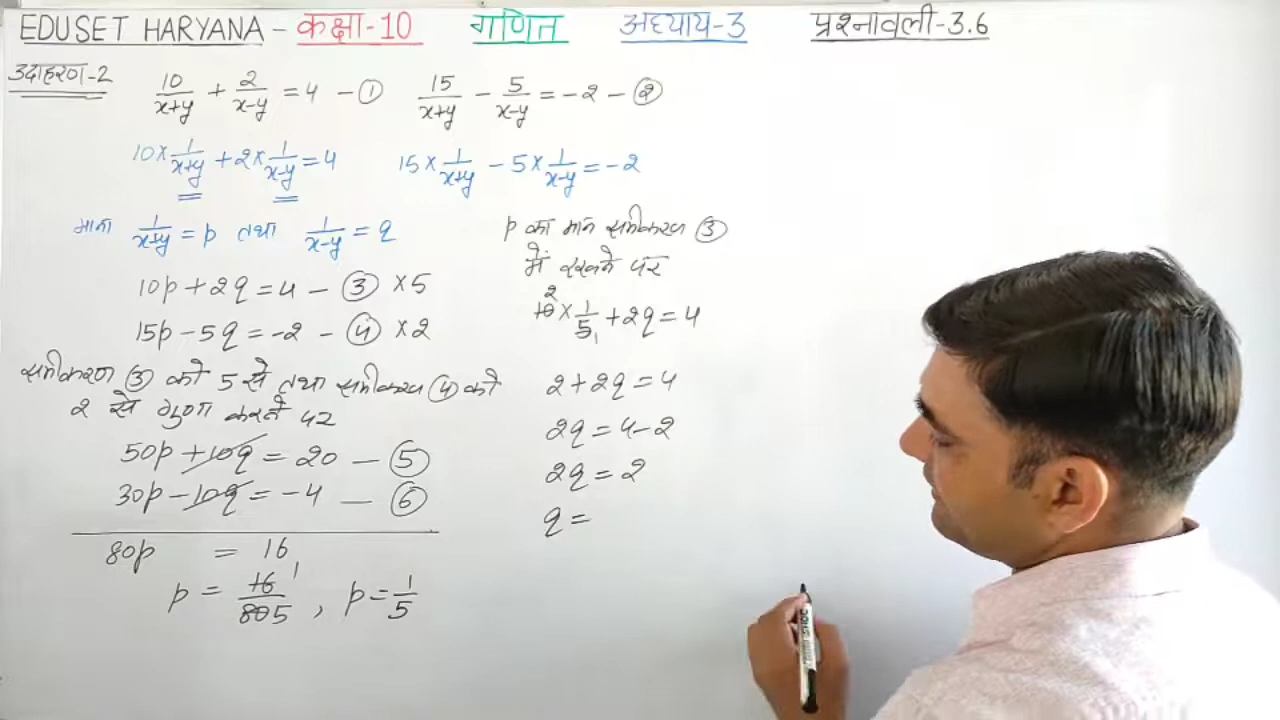 EDUSET HARYANA - कक्षा-10 गणित अध्याय-3 प्रश्नावली-3.6
उदाहरण-2
10/x+y + 2/x-y = 4 - ① 15/x+y - 5/x-y = -2 - ②
10×1/x+y + 2×1/x-y = 4 15×1/x+y - 5×1/x-y = -2
माना 1/x+y = p तथा 1/x-y = q
10p + 2q = 4 - ③ ×5
15p - 5q = -2 - ④ ×2
समीकरण ③ को 5 से तथा समीकरण ④ को
2 से गुणा करने पर
50p + 10q = 20 - ⑤
30p - 10q = -4 - ⑥
80p = 16
p = 16/80 1/5 , p = 1/5
p का मान समीकरण ③
में रखने पर
10 2 × 1/5 1 + 2q = 4
2 + 2q = 4
2q = 4-2
2q = 2
q =